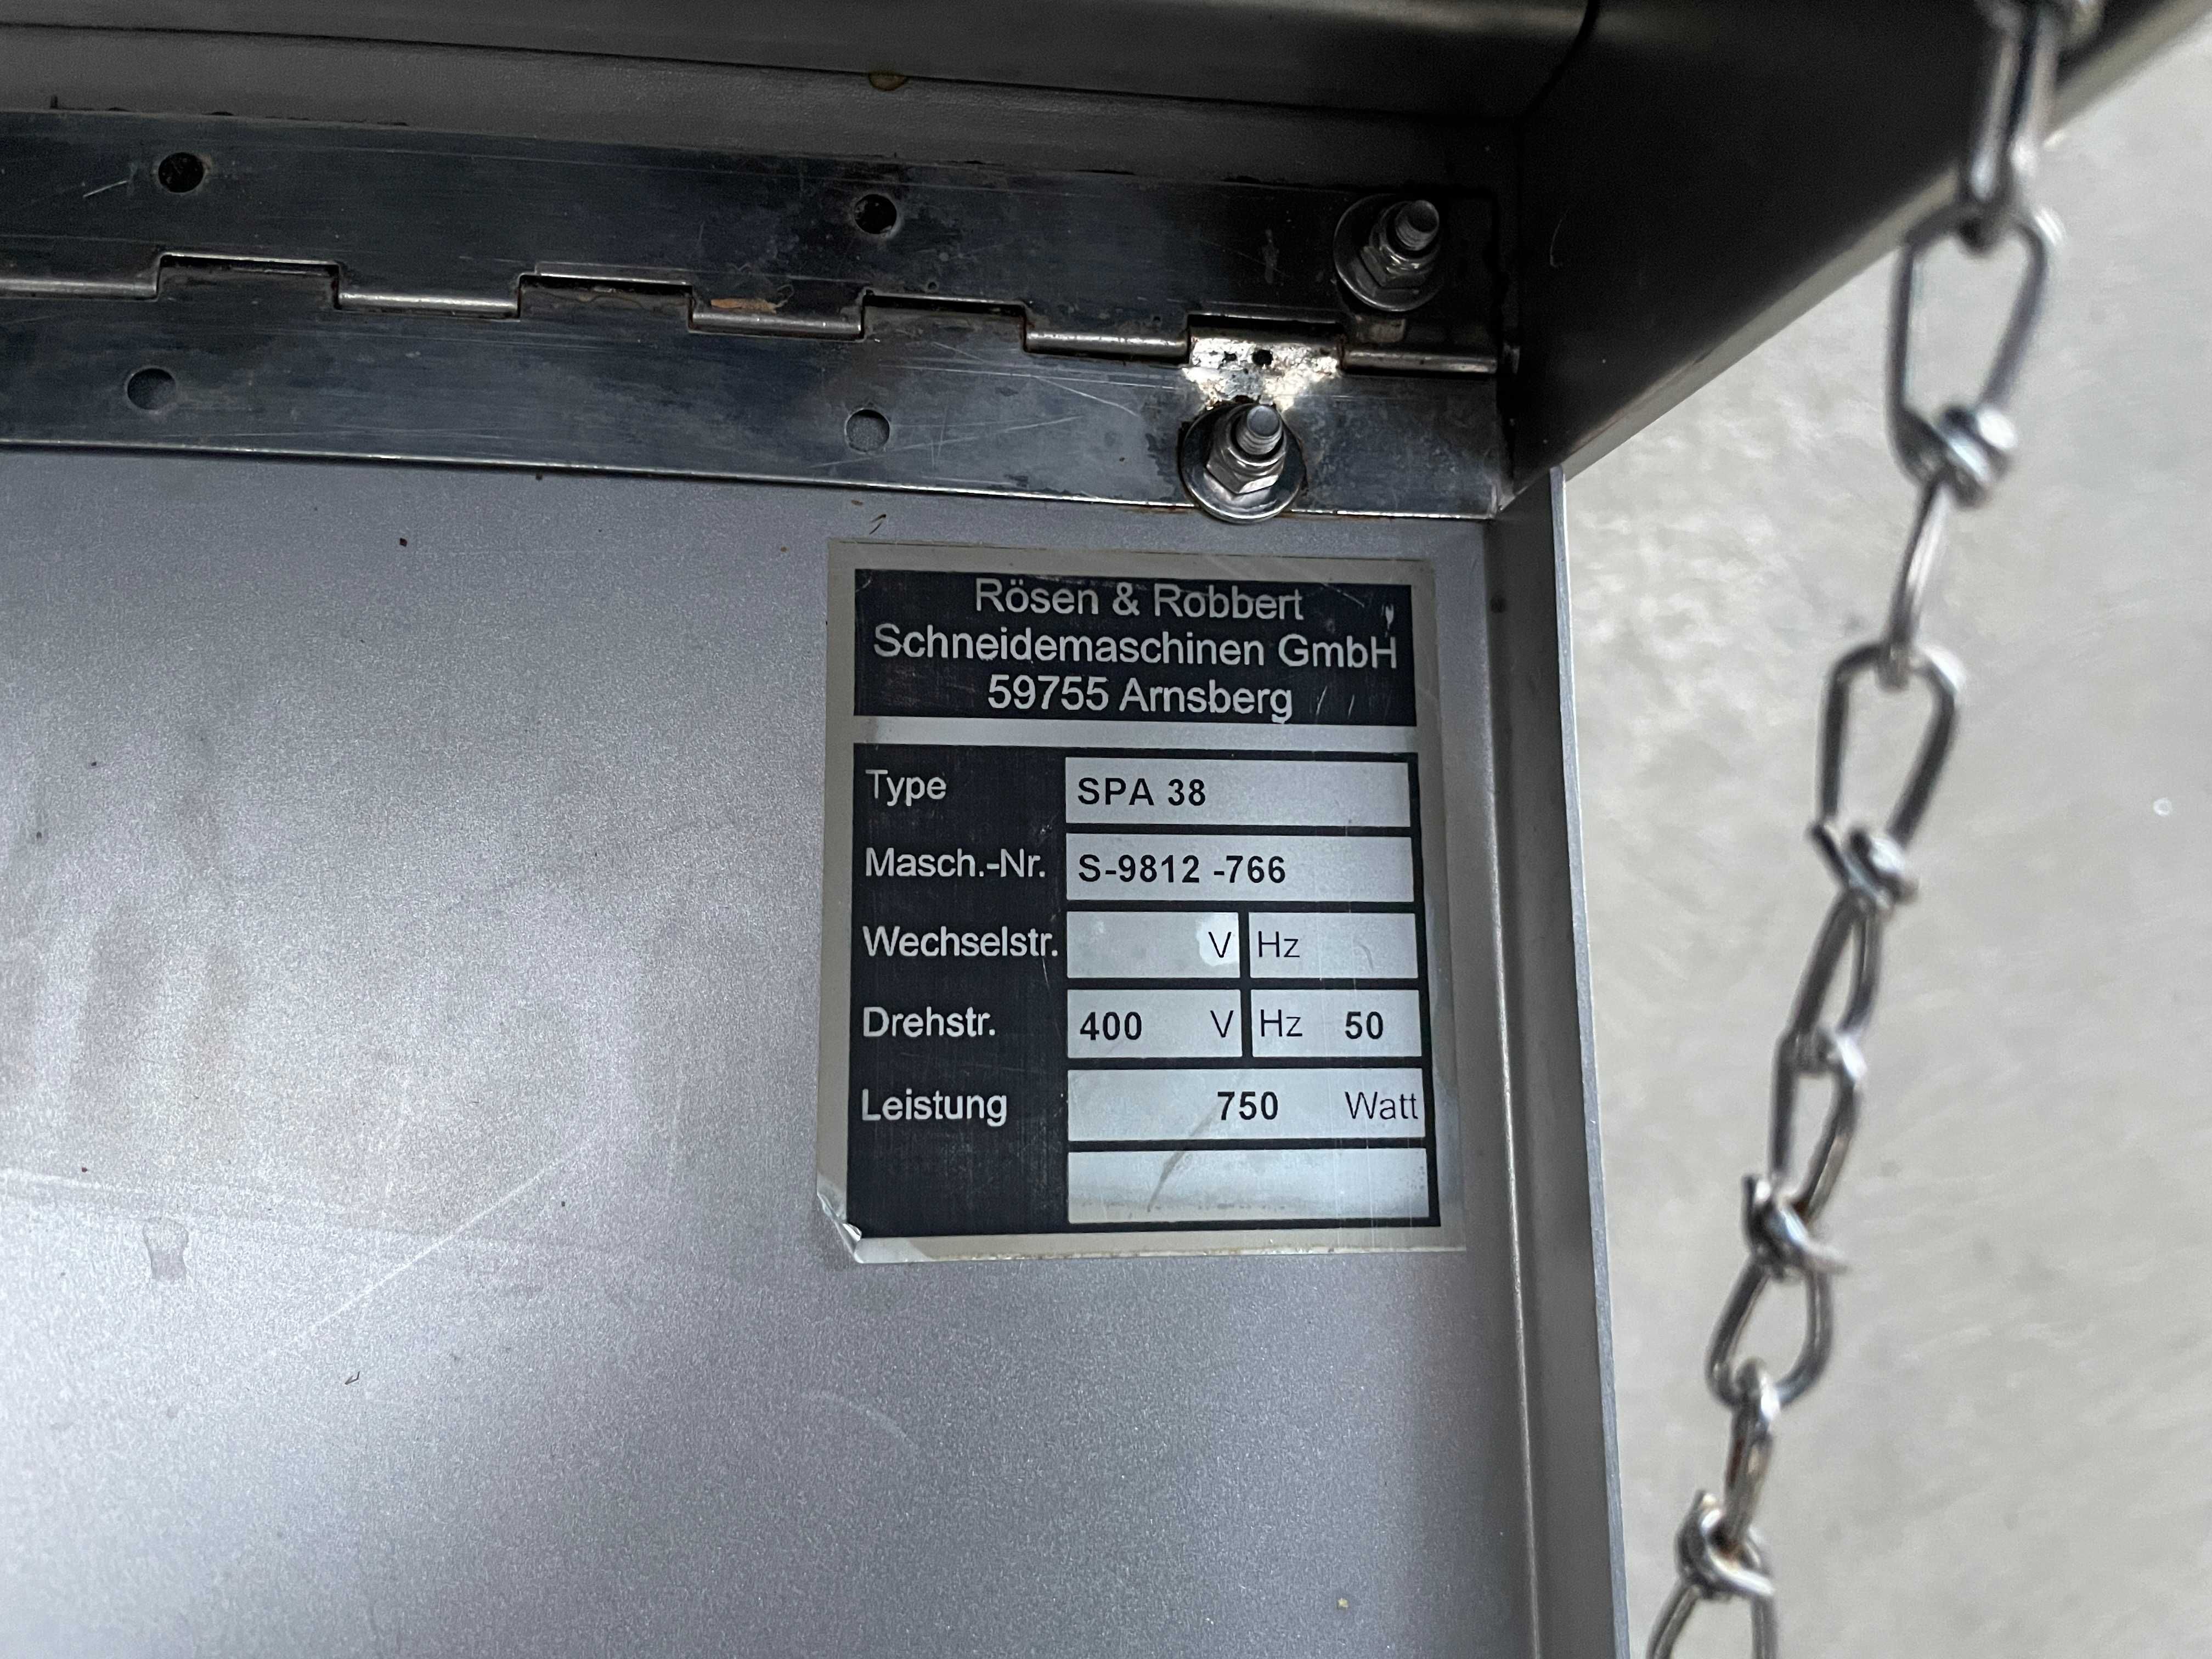 Rösen & Robbert
Schneidemaschinen GmbH
59755 Arnsberg
Type SPA 38
Masch.-Nr. S-9812 -766
Wechselstr. V Hz
Drehstr. 400 V Hz 50
Leistung 750 Watt